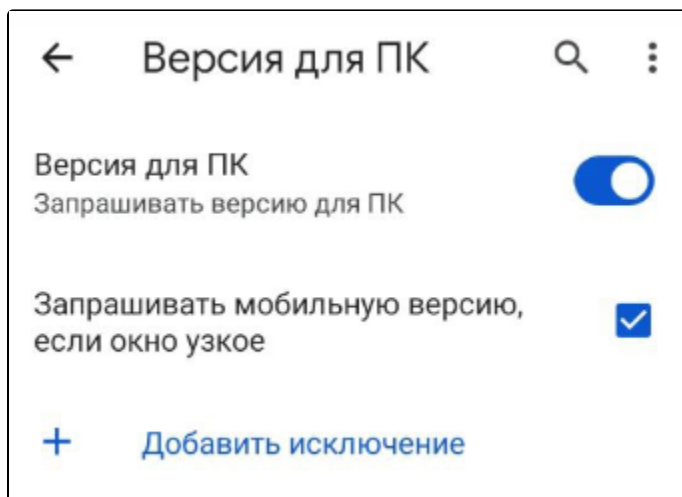 Версия для ПК
Версия для ПК
Запрашивать версию для ПК
Запрашивать мобильную версию,
если окно узкое
Добавить исключение